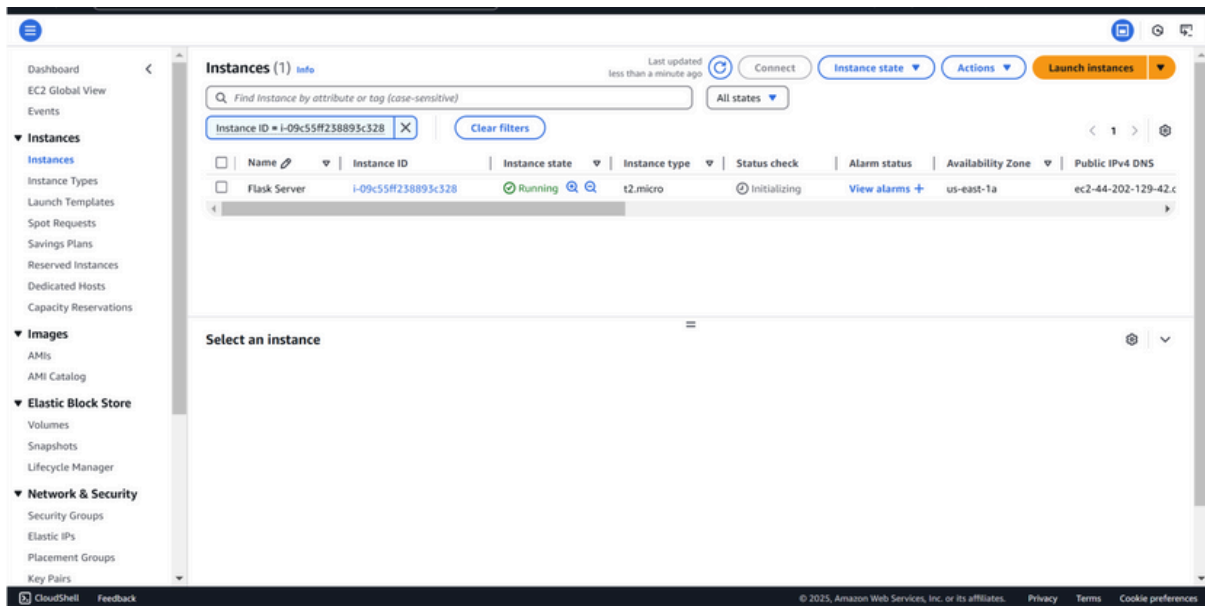 Dashboard
EC2 Global View
Events
Instances
Instances
Instance Types
Launch Templates
Spot Requests
Savings Plans
Reserved Instances
Dedicated Hosts
Capacity Reservations
Images
AMIs
AMI Catalog
Elastic Block Store
Volumes
Snapshots
Lifecycle Manager
Network & Security
Security Groups
Elastic IPs
Placement Groups
Key Pairs
Instances (1) Info
Last updated
less than a minute ago
Connect
Instance state
Actions
Launch instances
Find Instance by attribute or tag (case-sensitive)
All states
Instance ID = i-09c55ff238893c328
Clear filters
1
Name Instance ID Instance state Instance type Status check Alarm status Availability Zone Public IPv4 DNS
Flask Server i-09c55ff238893c328 Running t2.micro Initializing View alarms + us-east-1a ec2-44-202-129-42.c
Select an instance
CloudShell Feedback © 2025, Amazon Web Services, Inc. or its affiliates. Privacy Terms Cookie preferences